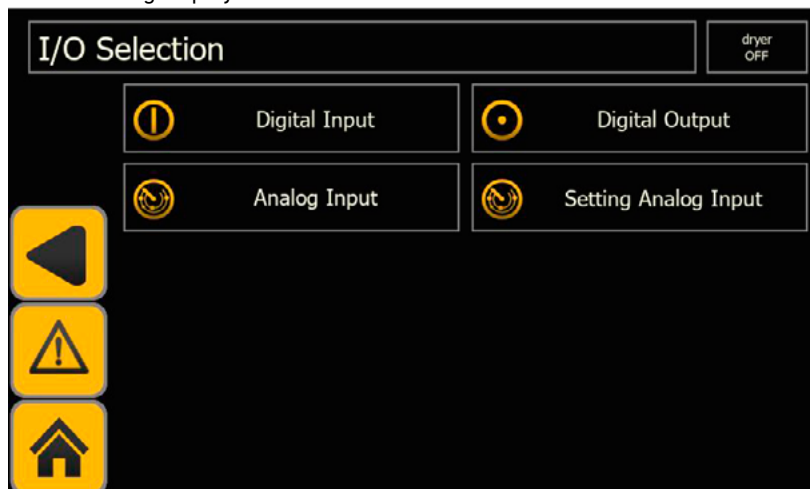 I/O Selection
dryer
OFF
Digital Input
Digital Output
Analog Input
Setting Analog Input